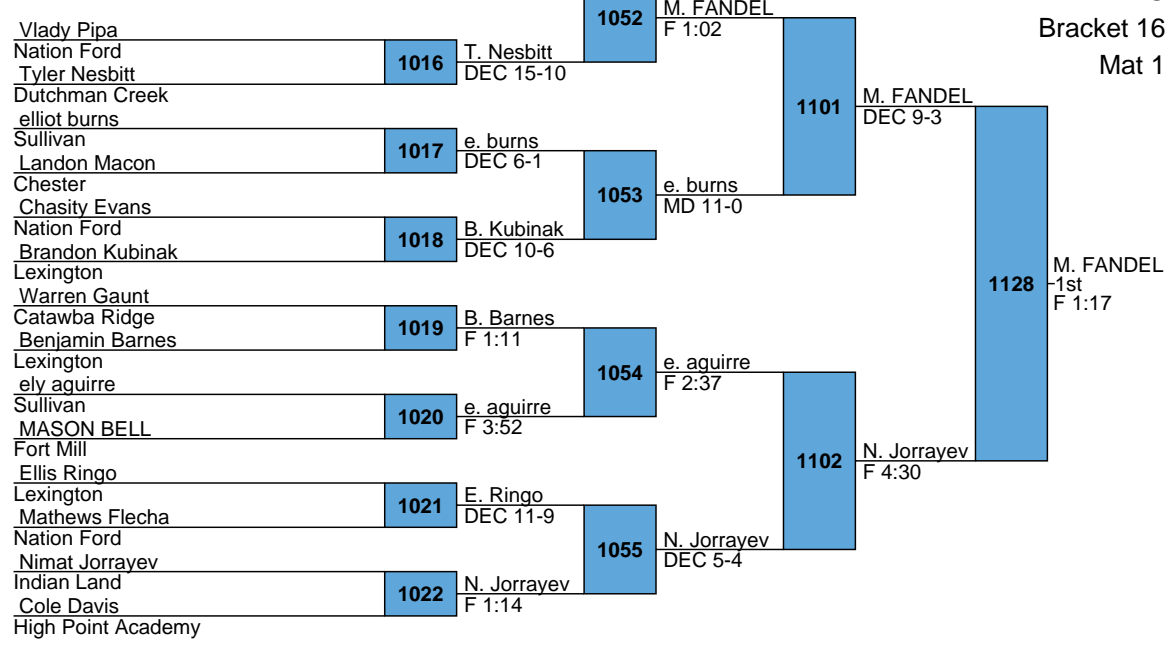 M. FANDEL
1052
F 1:02
Bracket 16
Mat 1
Vlady Pipa
Nation Ford
1016
T. Nesbitt
DEC 15-10
Tyler Nesbitt
Dutchman Creek
1101
M. FANDEL
DEC 9-3
elliot burns
Sullivan
1017
e. burns
DEC 6-1
Landon Macon
Chester
1053
e. burns
MD 11-0
Chasity Evans
Nation Ford
1018
B. Kubinak
DEC 10-6
Brandon Kubinak
Lexington
1128
M. FANDEL
1st
F 1:17
Warren Gaunt
Catawba Ridge
1019
B. Barnes
F 1:11
Benjamin Barnes
Lexington
1054
e. aguirre
F 2:37
ely aguirre
Sullivan
1020
e. aguirre
F 3:52
MASON BELL
Fort Mill
1102
N. Jorrayev
F 4:30
Ellis Ringo
Lexington
1021
E. Ringo
DEC 11-9
Mathews Flecha
Nation Ford
1055
N. Jorrayev
DEC 5-4
Nimat Jorrayev
Indian Land
1022
N. Jorrayev
F 1:14
Cole Davis
High Point Academy